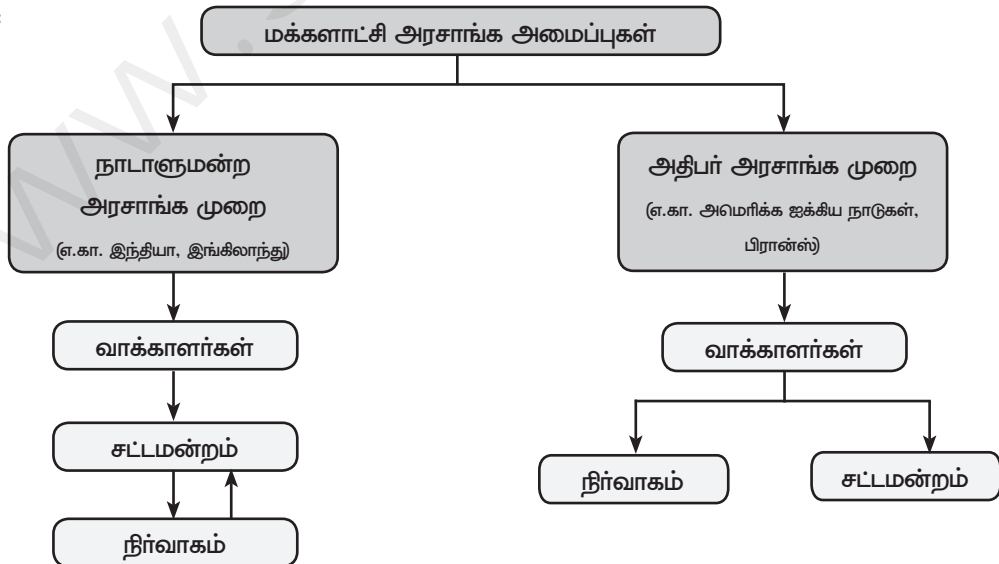 மக்களாட்சி அரசாங்க அமைப்புகள்
நாடாளுமன்ற
அரசாங்க முறை
(எ.கா. இந்தியா, இங்கிலாந்து)
அதிபர் அரசாங்க முறை
(எ.கா. அமெரிக்க ஐக்கிய நாடுகள்,
பிரான்ஸ்)
வாக்காளர்கள்
வாக்காளர்கள்
சட்டமன்றம்
நிர்வாகம்
நிர்வாகம்
சட்டமன்றம்